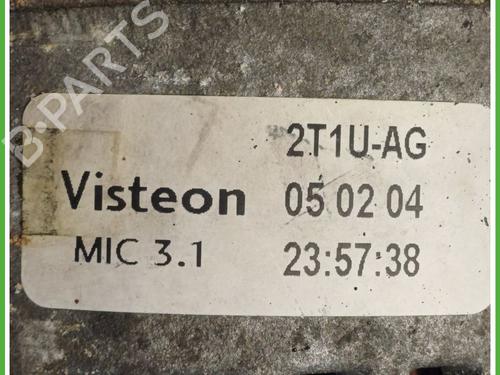 B-PARTS
2T1U-AG
Visteon 05 02 04
MIC 3.1 23:57:38